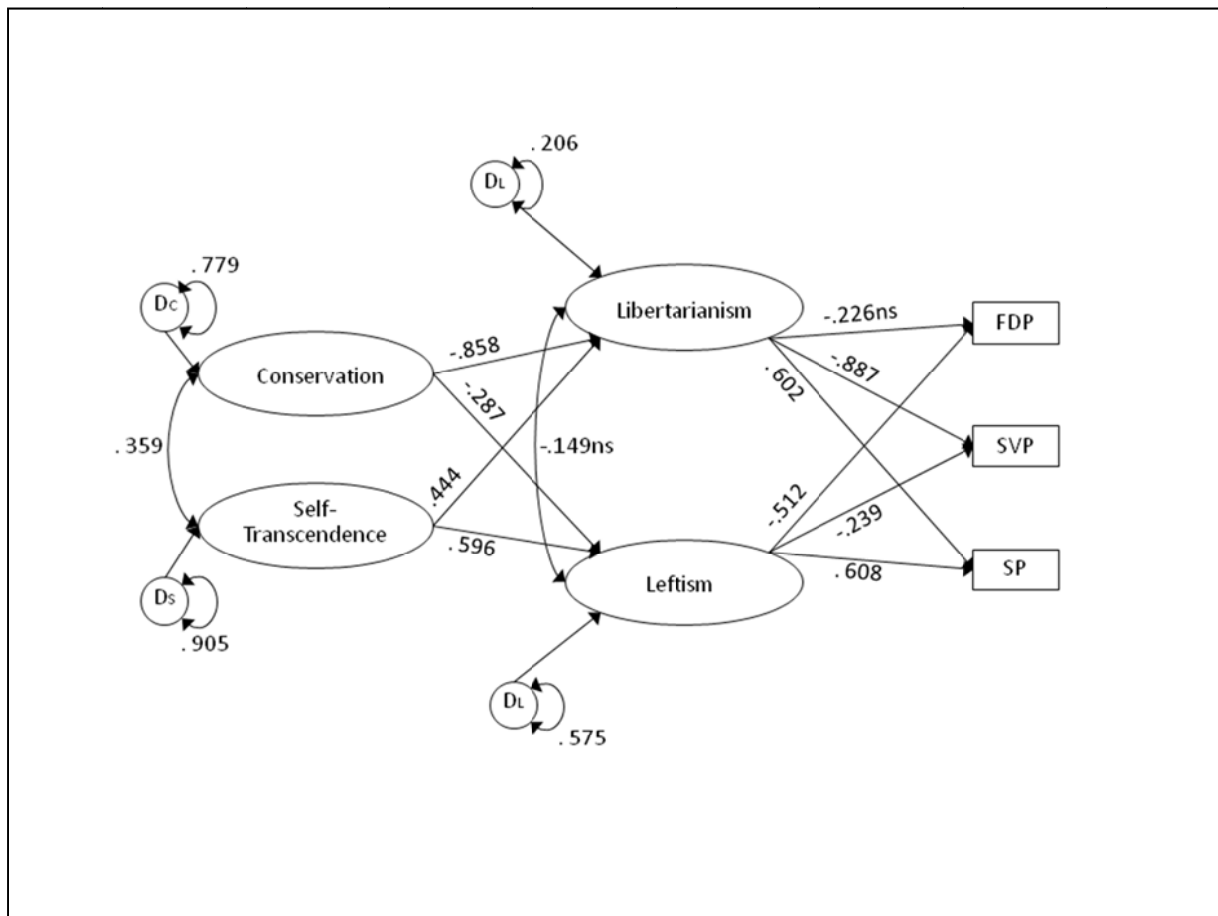 .206
DL
.779
DC
Libertarianism
-.226ns
FDP
-.858
-.887
Conservation
-.287
.602
.359
-.149ns
SVP
Self-
Transcendence
.444
-.512
-.239
.596
.608
SP
Leftism
DS
.905
DL
.575